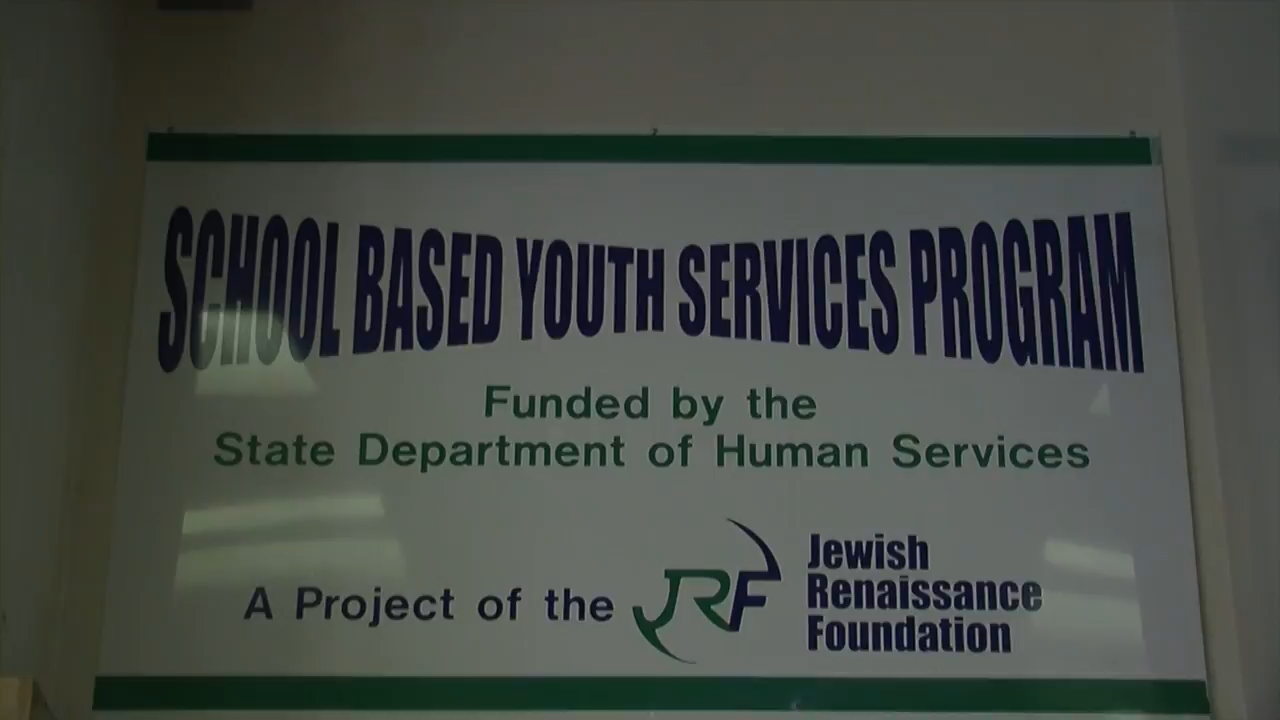 SCHOOL BASED YOUTH SERVICES PROGRAM
Funded by the
State Department of Human Services
A Project of the
JRF
Jewish
Renaissance
Foundation